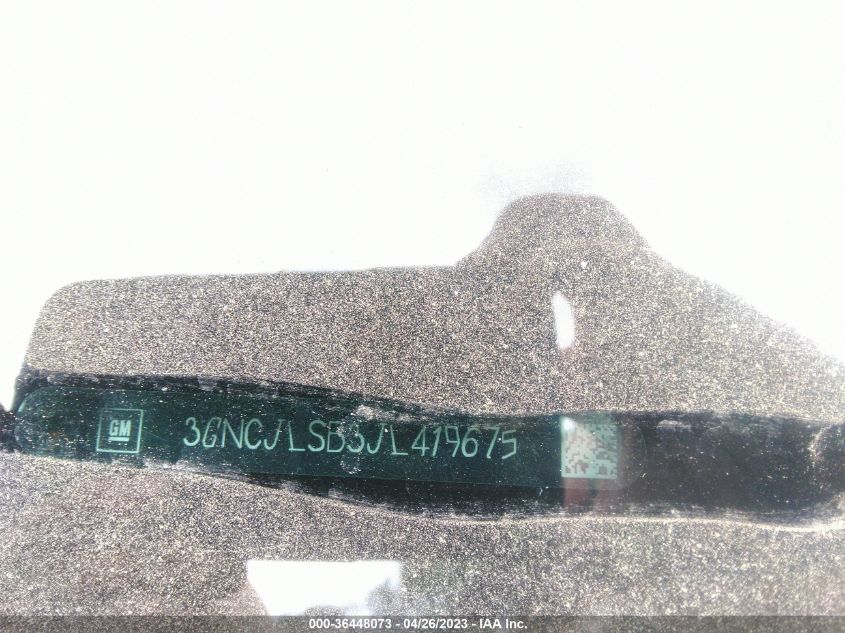 GM
3GNCJLSB3JL419675
000-36448073 - 04/26/2023 - IAA Inc.